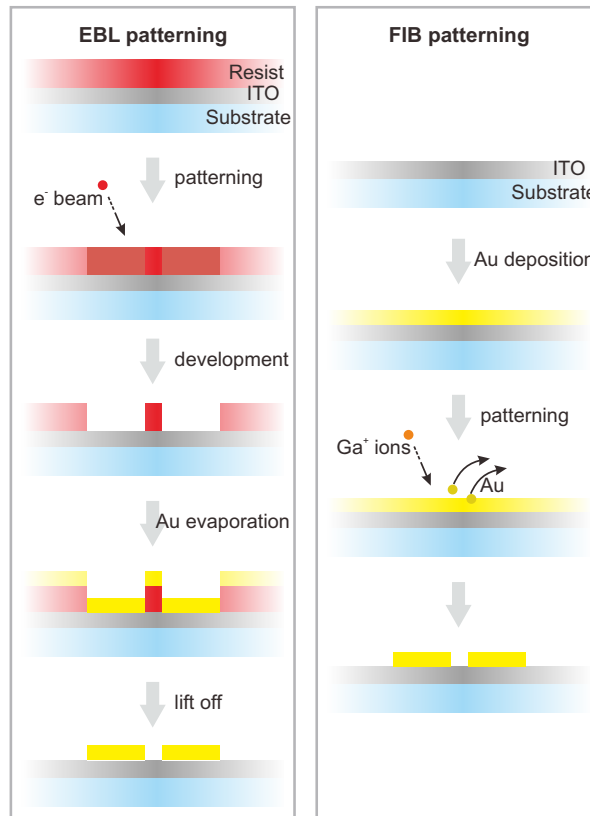 EBL patterning
Resist
ITO
Substrate
patterning
e⁻ beam
development
Au evaporation
lift off
FIB patterning
ITO
Substrate
Au deposition
patterning
Ga⁺ ions
Au